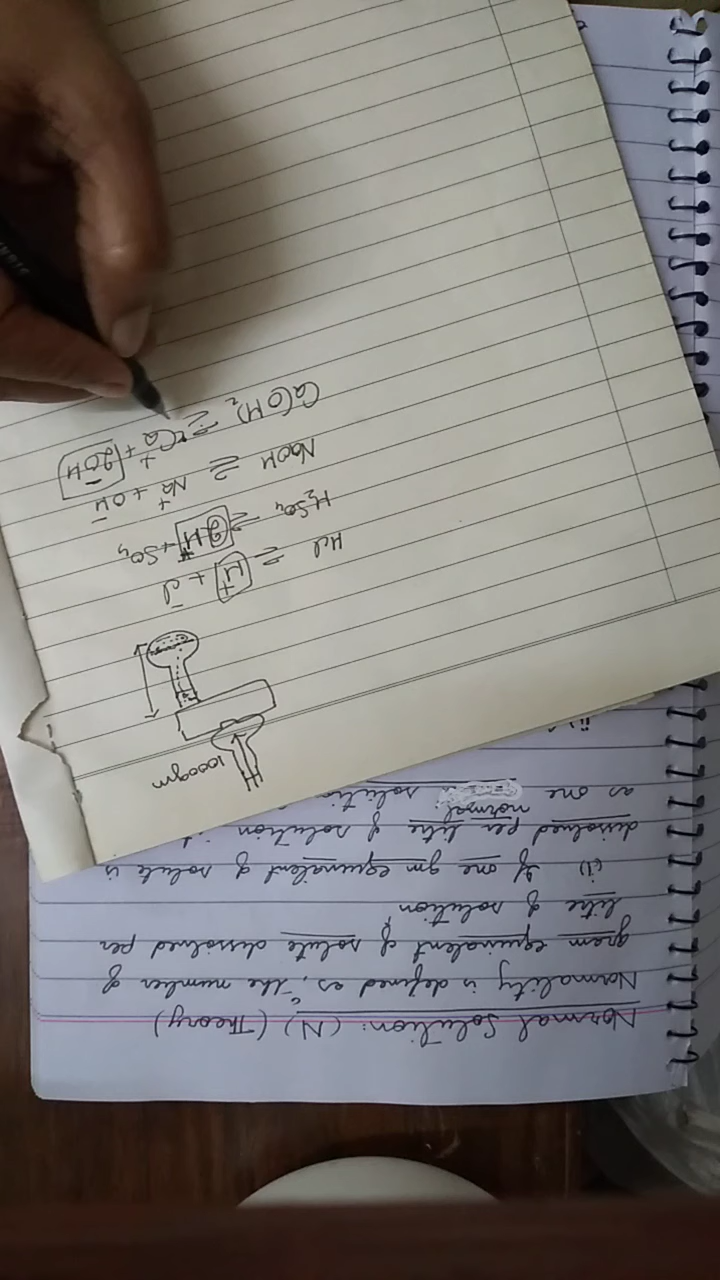 Normal Solution: (N) (Theory)
Normality is defined as, "the number of
gram equivalent of solute dissolved per
litre of solution
(i) If one gm equivalent of solute is
dissolved per litre of solution
as one normal solution
ii)
1000gm
HCl ⇌ H⁺ + Cl⁻
H₂SO₄ ⇌ 2H⁺ + SO₄
NaOH ⇌ Na⁺ + OH⁻
Ca(OH)₂ ⇌ Ca⁺ + 2OH⁻